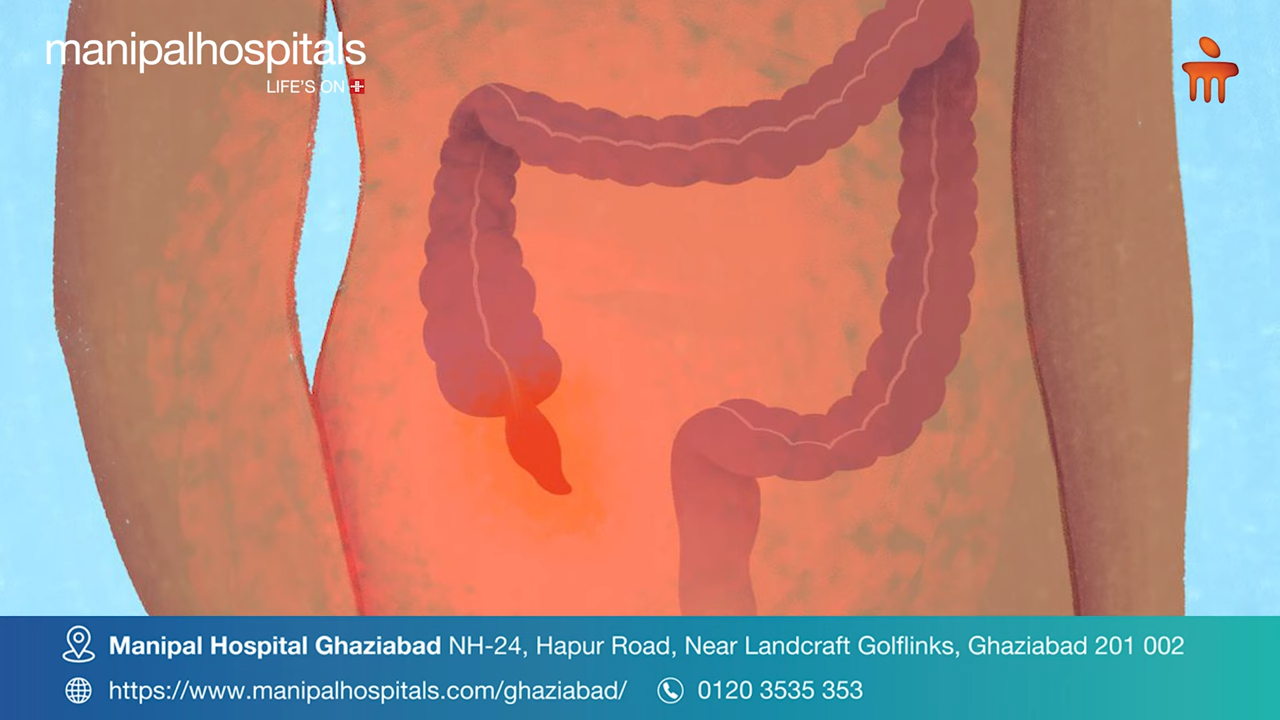 manipalhospitals
LIFE'S ON
Manipal Hospital Ghaziabad NH-24, Hapur Road, Near Landcraft Golflinks, Ghaziabad 201 002
https://www.manipalhospitals.com/ghaziabad/ 0120 3535 353